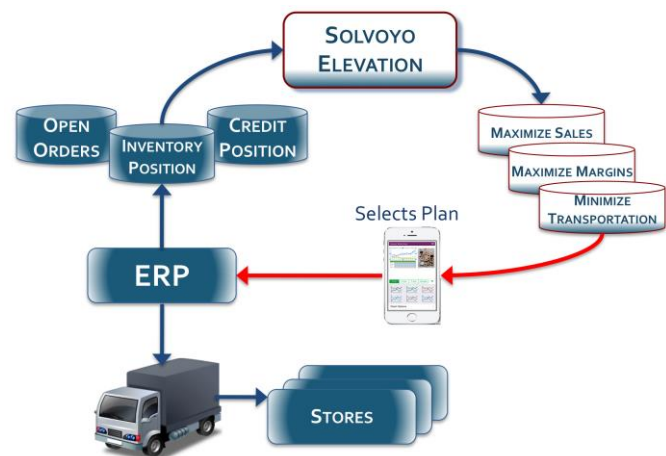 SOLVOYO
ELEVATION
OPEN
ORDERS
INVENTORY
POSITION
CREDIT
POSITION
MAXIMIZE SALES
MAXIMIZE MARGINS
MINIMIZE
TRANSPORTATION
Selects Plan
ERP
STORES